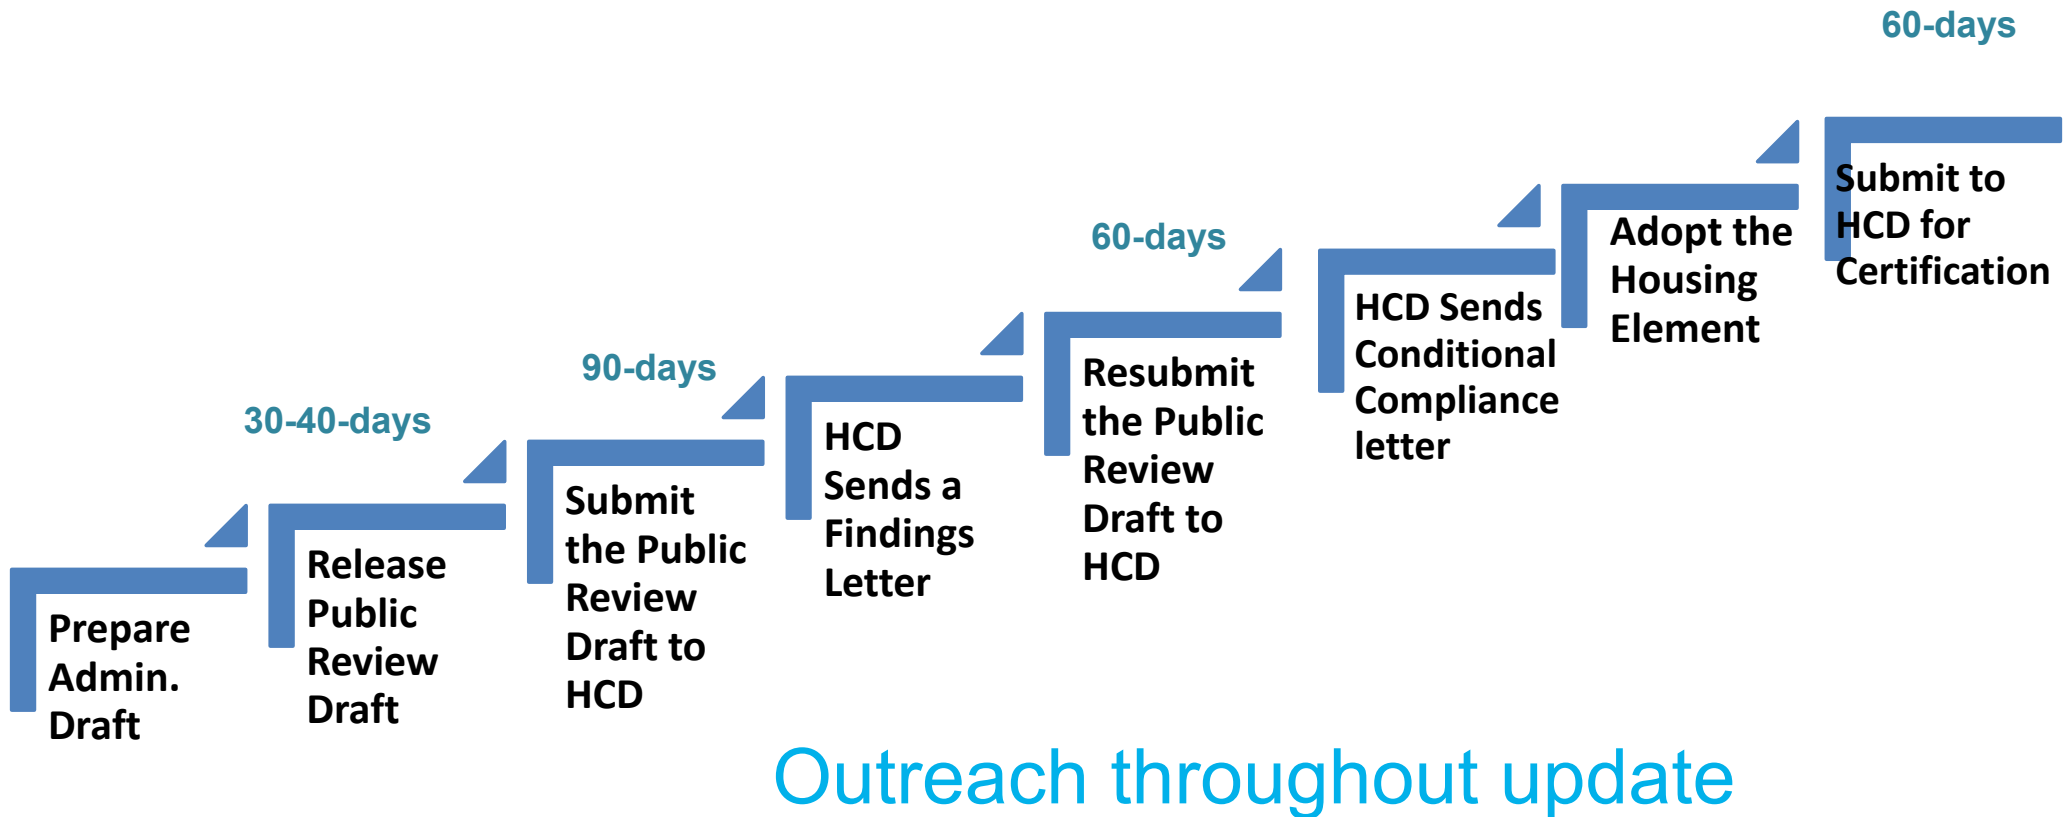 Prepare
Admin.
Draft
30-40-days
Release
Public
Review
Draft
90-days
Submit
the Public
Review
Draft to
HCD
HCD
Sends a
Findings
Letter
60-days
Resubmit
the Public
Review
Draft to
HCD
HCD Sends
Conditional
Compliance
letter
Adopt the
Housing
Element
60-days
Submit to
HCD for
Certification
Outreach throughout update